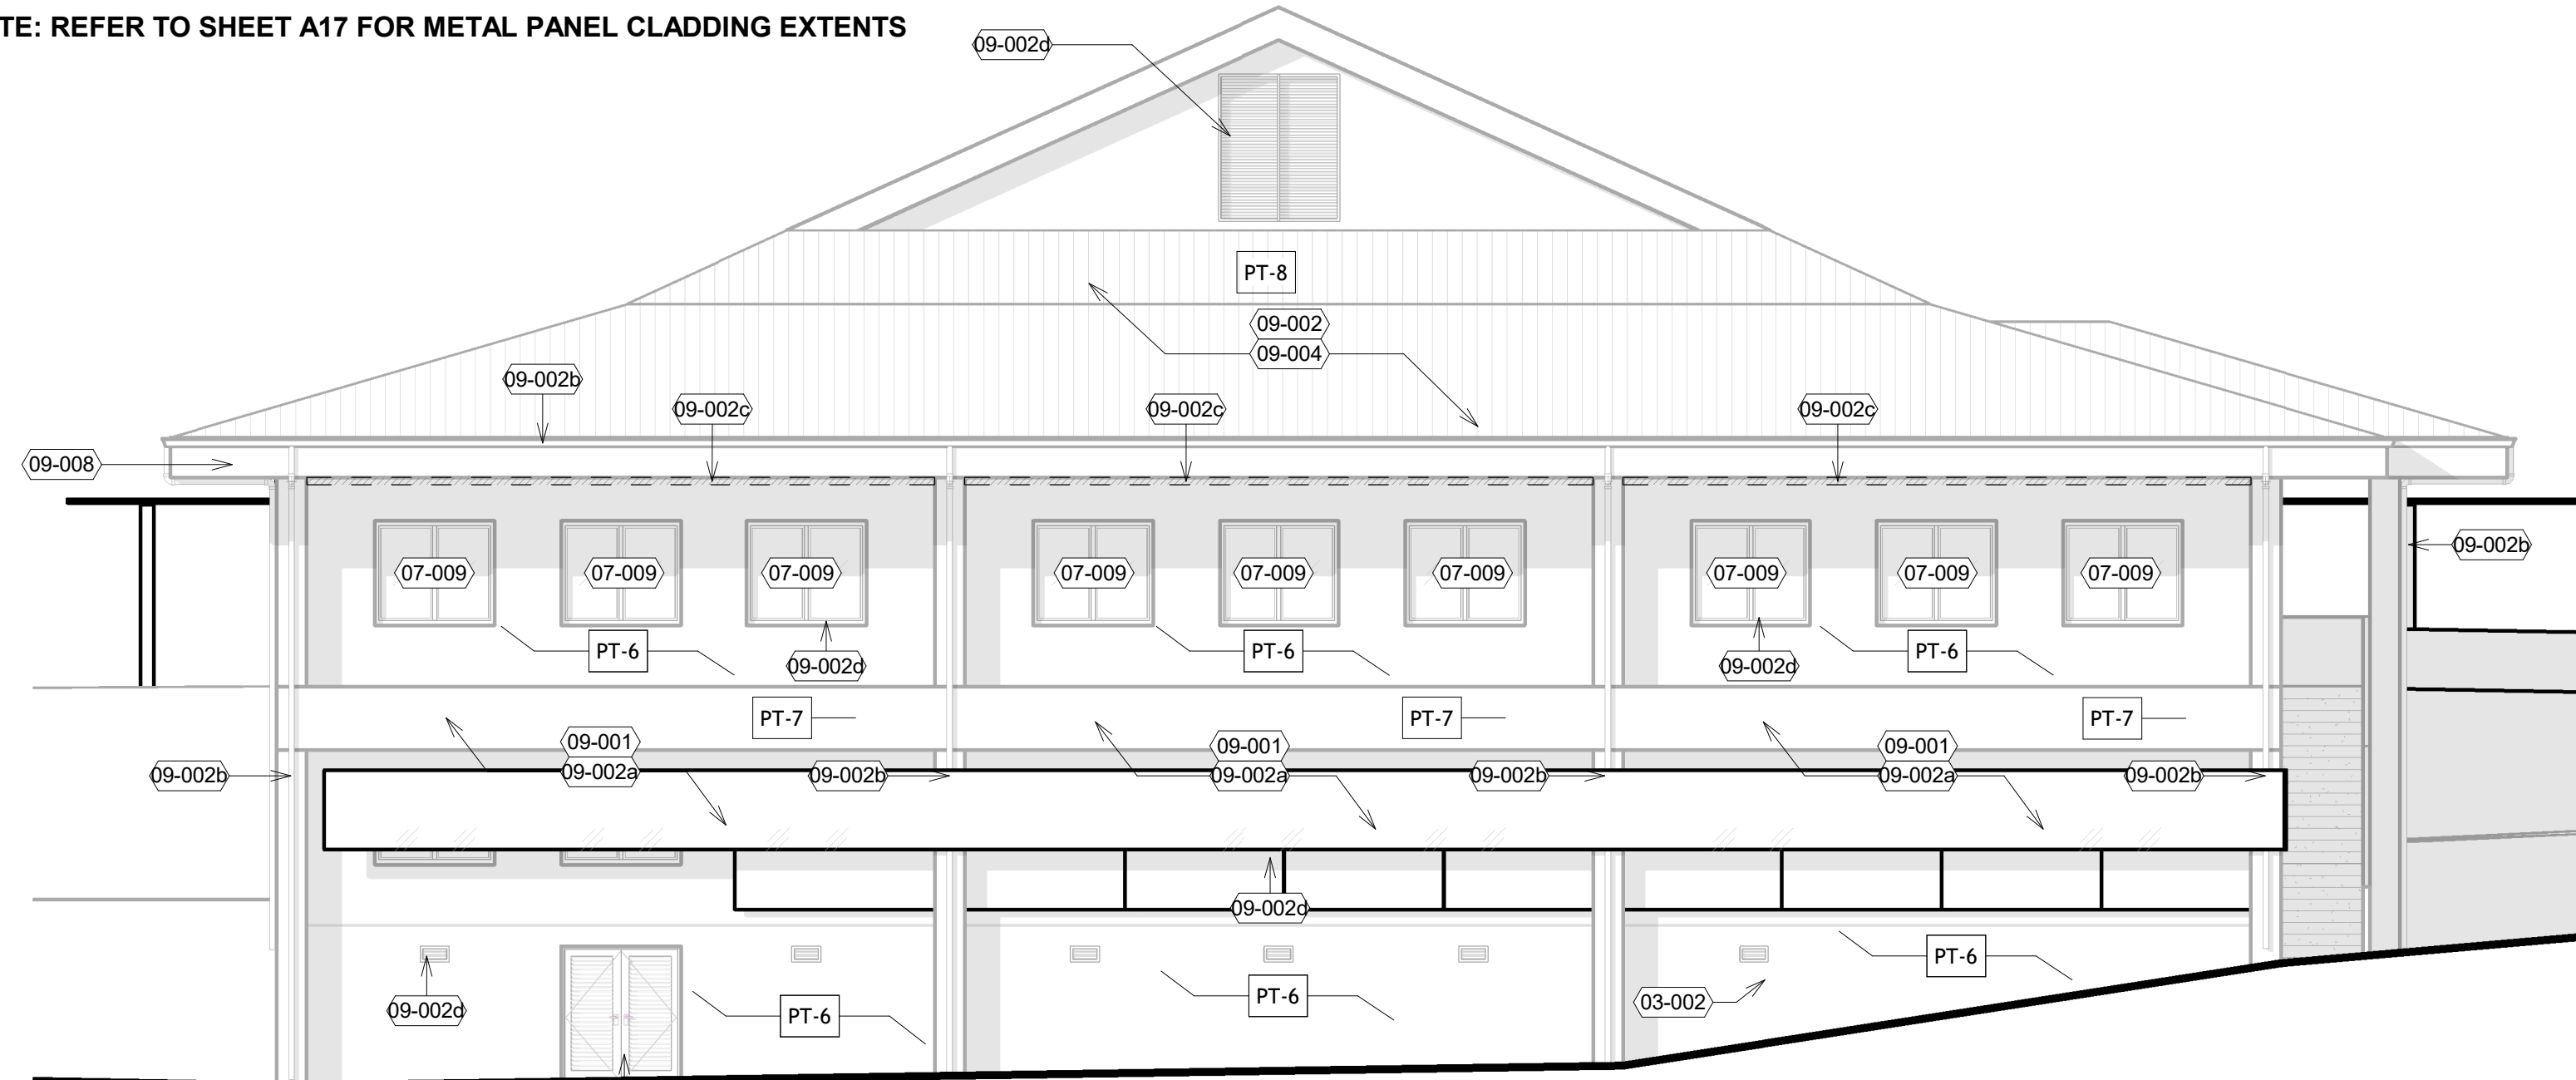 TE: REFER TO SHEET A17 FOR METAL PANEL CLADDING EXTENTS
09-002d
PT-8
09-002
09-004
09-002b
09-002c
09-002c
09-002c
09-008
09-002b
07-009
07-009
07-009
07-009
07-009
07-009
07-009
07-009
07-009
PT-6
09-002d
PT-6
09-002d
PT-6
PT-7
PT-7
PT-7
09-001
09-002a
09-001
09-002a
09-001
09-002a
09-002b
09-002b
09-002b
09-002b
09-002d
PT-6
09-002d
PT-6
PT-6
03-002